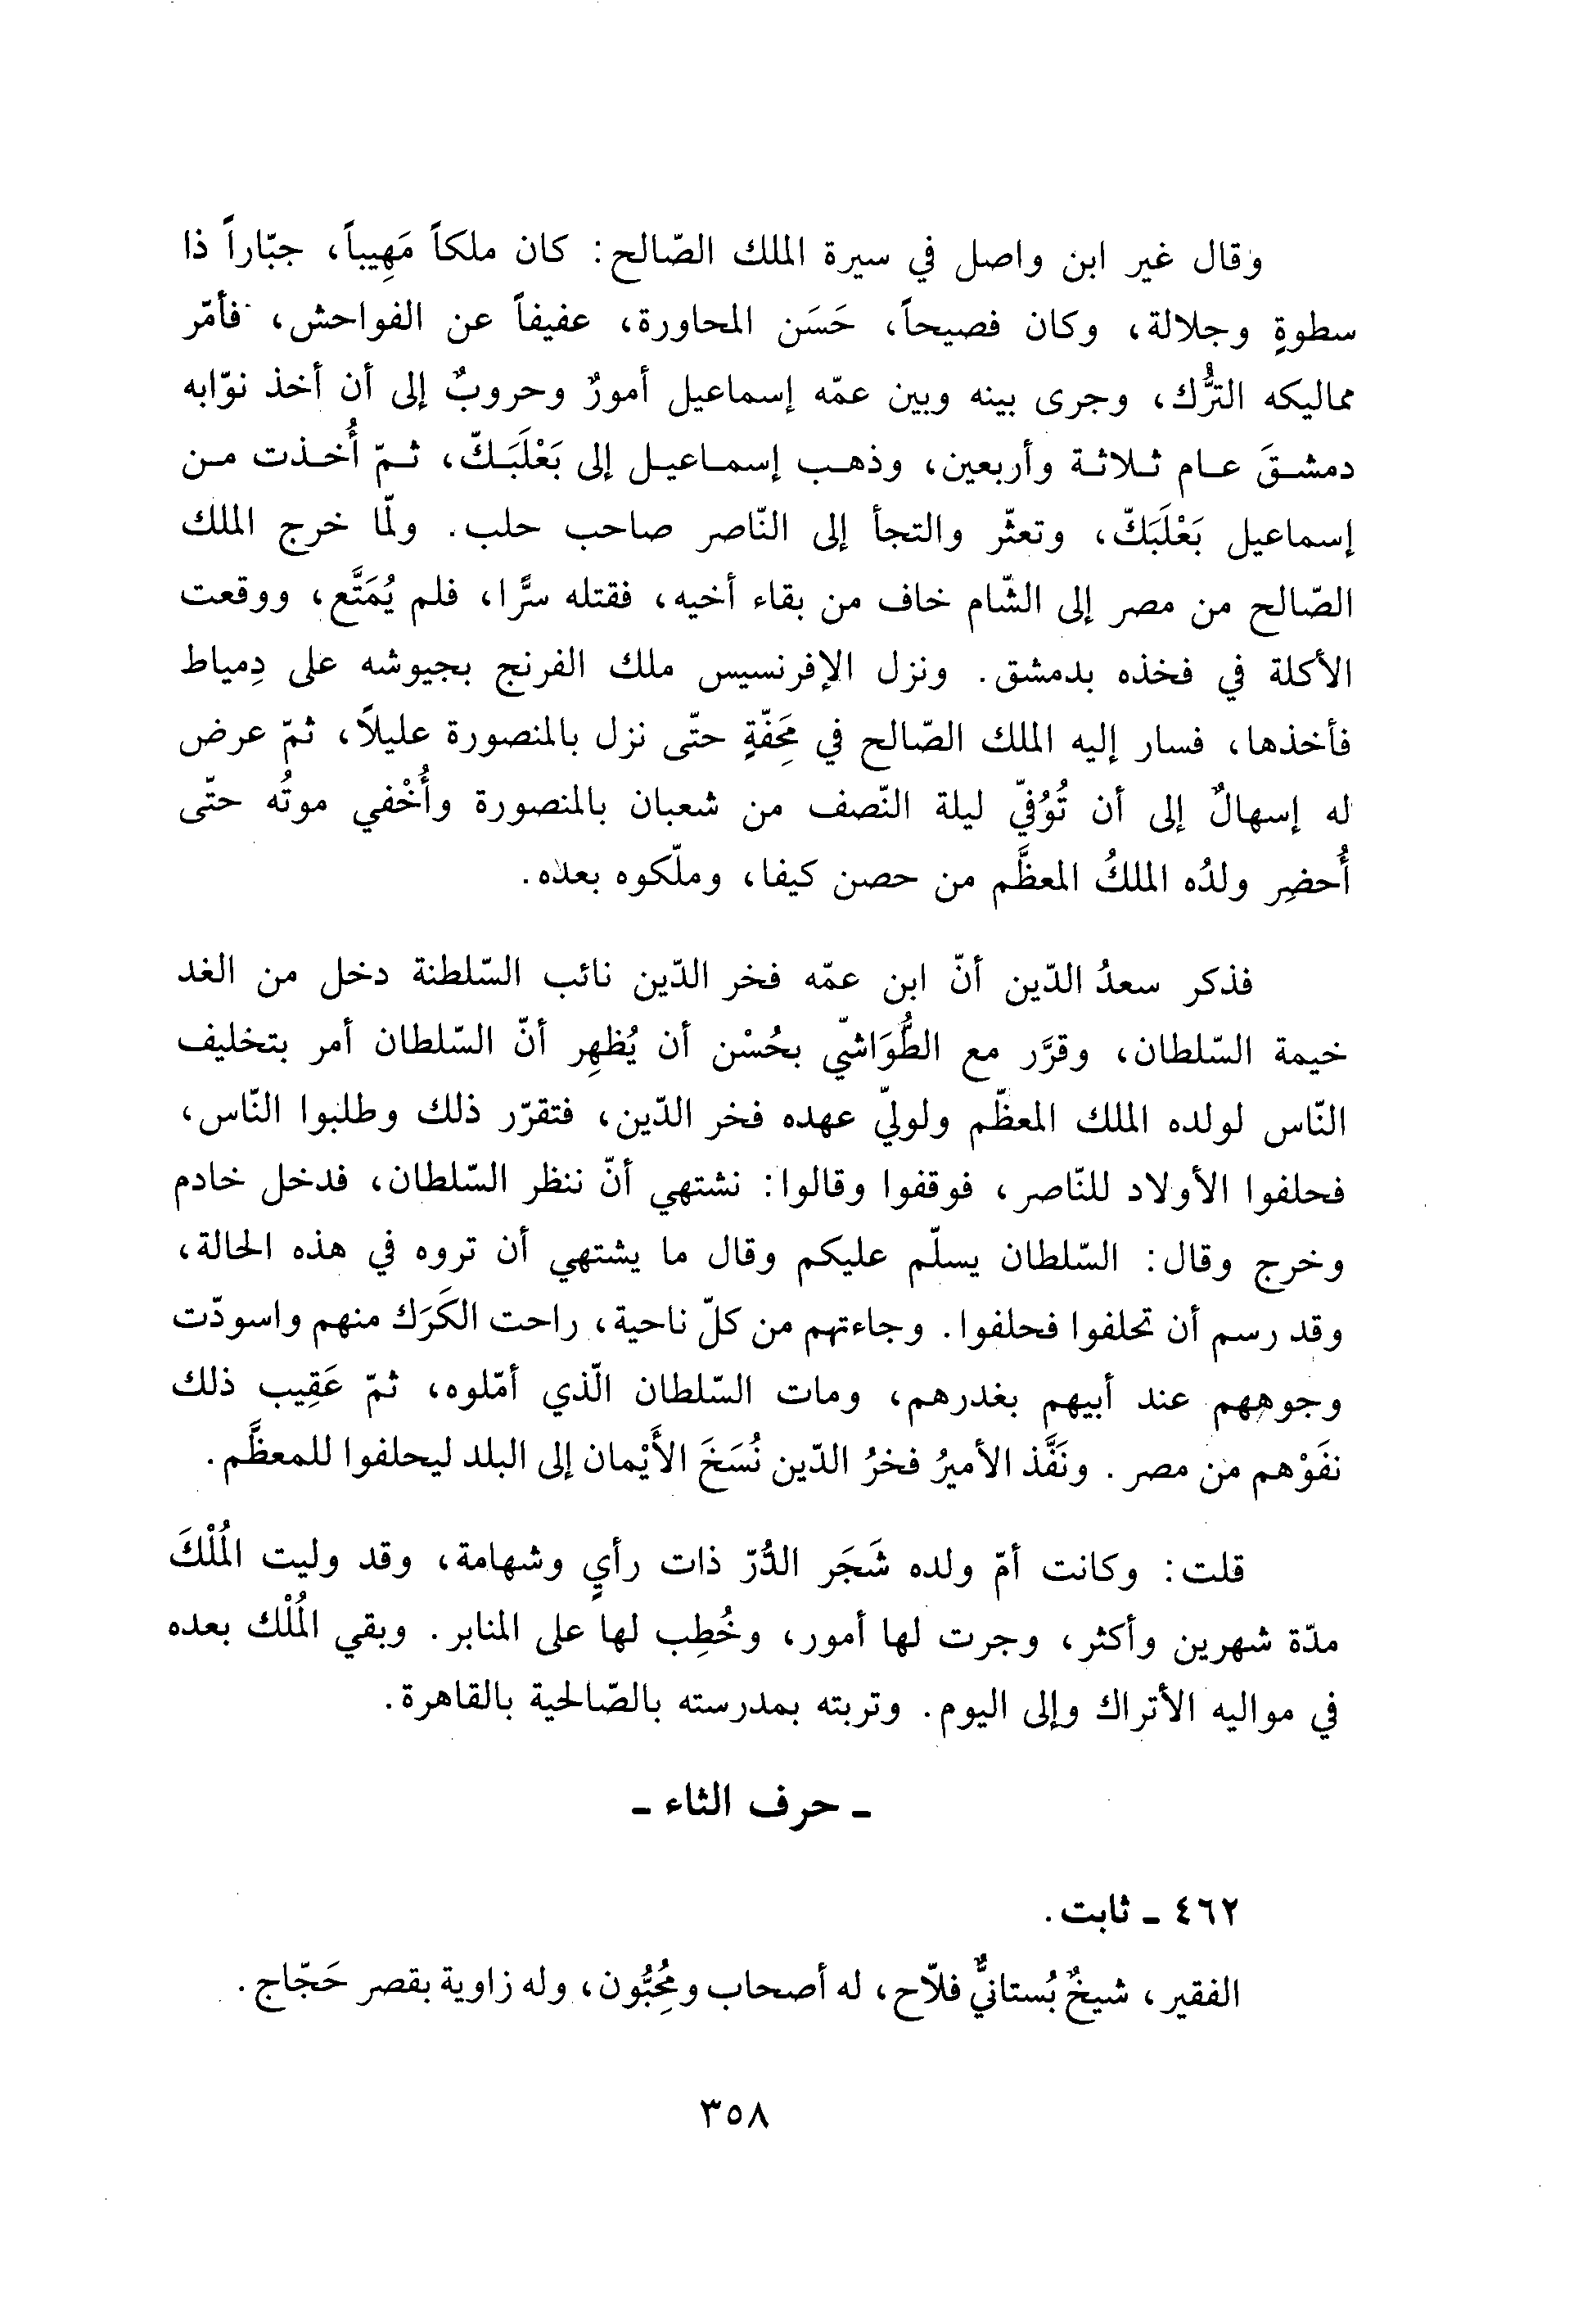 وقال غير ابن واصل في سيرة الملك الصّالح: كان ملكاً مَهِيباً، جبّاراً ذا
سطوةٍ وجلالة، وكان فصيحاً، حَسَن المحاورة، عفيفاً عن الفواحش، فأمّر
مماليكه التُّرك، وجرى بينه وبين عمّه إسماعيل أمورٌ وحروبٌ إلى أن أخذ نوّابه
دمشـقَ عـام ثـلاثـة وأربعين، وذهـب إسمـاعيـل إلى بَعْلَبَـكّ، ثـمّ أُخـذت مـن
إسماعيل بَعْلَبَكّ، وتعثّر والتجأ إلى النّاصر صاحب حلب. ولّما خرج الملك
الصّالح من مصر إلى الشّام خاف من بقاء أخيه، فقتله سرًّا، فلم يُمَتَّع، ووقعت
الأكلة في فخذه بدمشق. ونزل الإفرنسيس ملك الفرنج بجيوشه على دِمياط
فأخذها، فسار إليه الملك الصّالح في مَحِفّةٍ حتّى نزل بالمنصورة عليلاً، ثمّ عرض
له إسهالٌ إلى أن تُوُفيّ ليلة النّصف من شعبان بالمنصورة وأُخْفي موتُه حتّى
أُحضِر ولدُه الملكُ المعظَّم من حصن كيفا، وملّكوه بعده.
فذكر سعدُ الدّين أنّ ابن عمّه فخر الدّين نائب السّلطنة دخل من الغد
خيمة السّلطان، وقرَّر مع الطُّوَاشيّ بحُسْن أن يُظهِر أنّ السّلطان أمر بتخليف
النّاس لولده الملك المعظّم ولوليّ عهده فخر الدّين، فتقرّر ذلك وطلبوا النّاس،
فحلفوا الأولاد للنّاصر، فوقفوا وقالوا: نشتهي أنّ ننظر السّلطان، فدخل خادم
وخرج وقال: السّلطان يسلّم عليكم وقال ما يشتهي أن تروه في هذه الحالة،
وقد رسم أن تحلفوا فحلفوا. وجاءتهم من كلّ ناحية، راحت الكَرَك منهم واسودّت
وجوههم عند أبيهم بغدرهم، ومات السّلطان الّذي أمّلوه، ثمّ عَقِيب ذلك
نفَوْهم من مصر. ونَفَّذ الأميرُ فخرُ الدّين نُسَخَ الأَيْمان إلى البلد ليحلفوا للمعظَّم.
قلت: وكانت أمّ ولده شَجَر الدُّرّ ذات رأيٍ وشهامة، وقد وليت المُلْكَ
مدّة شهرين وأكثر، وجرت لها أمور، وخُطِب لها على المنابر. وبقي المُلْك بعده
في مواليه الأتراك وإلى اليوم. وتربته بمدرسته بالصّالحية بالقاهرة.
ـ حرف الثاء ـ
٤٦٢ ـ ثابت.
الفقير، شيخٌ بُستانيٌّ فلاّح، له أصحاب ومُحِبُّون، وله زاوية بقصر حَجّاج.
٣٥٨